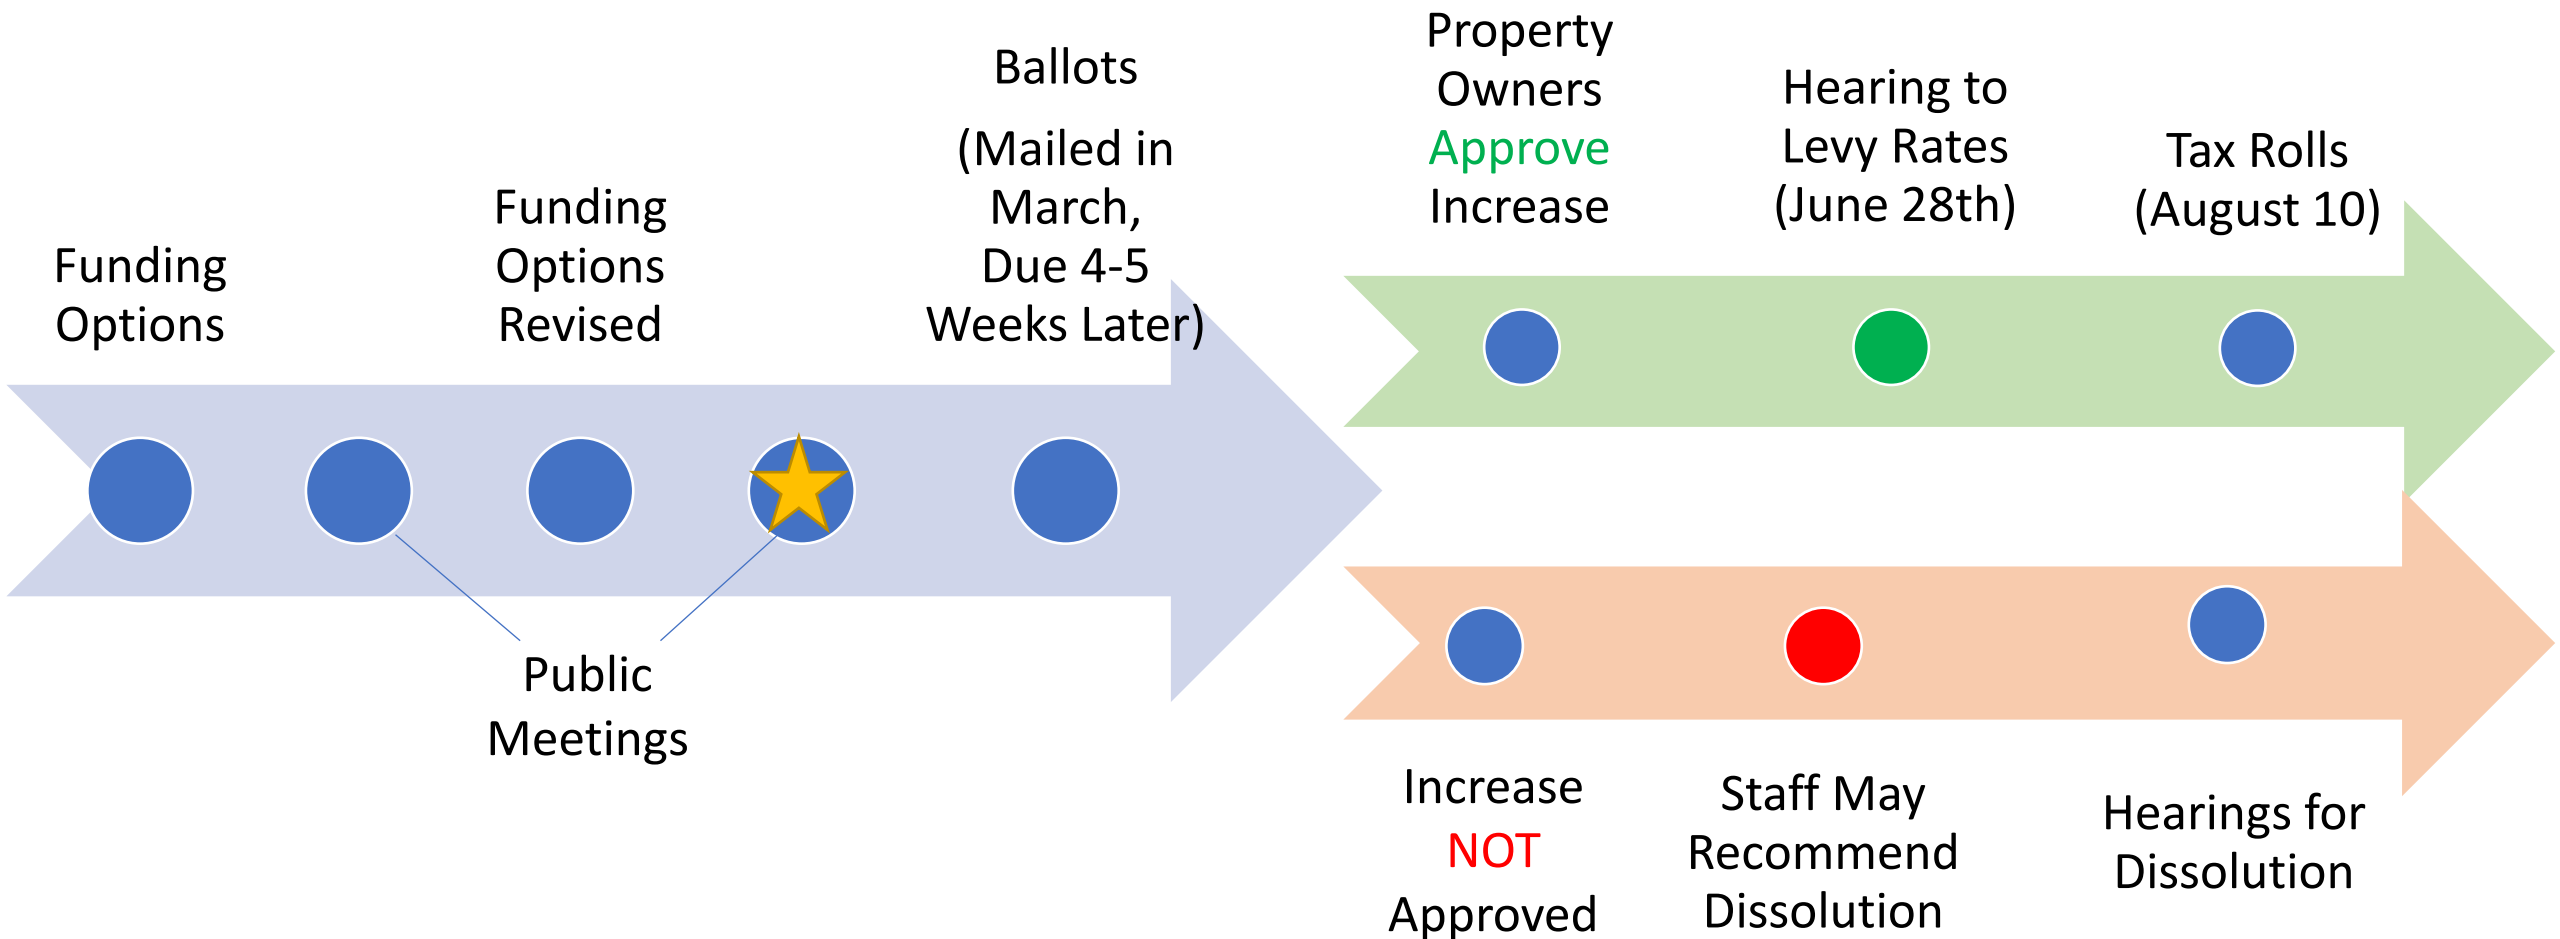 Funding
Options
Funding
Options
Revised
Ballots
(Mailed in
March,
Due 4-5
Weeks Later)
Public
Meetings
Property
Owners
Approve
Increase
Hearing to
Levy Rates
(June 28th)
Tax Rolls
(August 10)
Increase
NOT
Approved
Staff May
Recommend
Dissolution
Hearings for
Dissolution